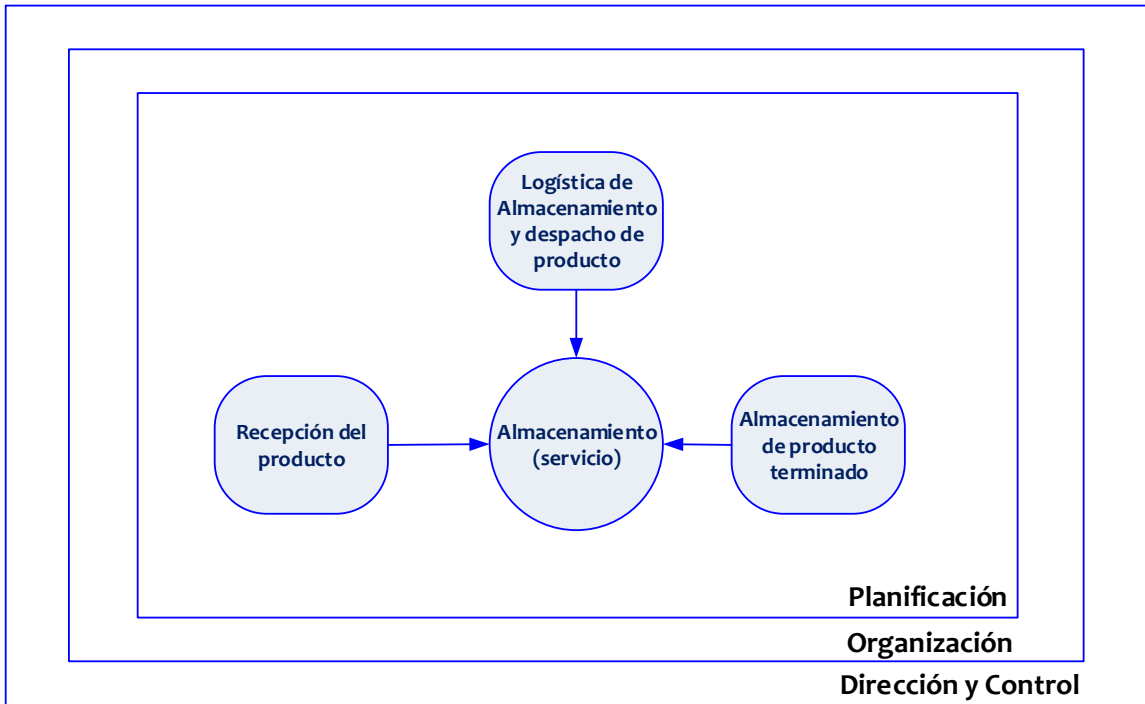 Logística de
Almacenamiento
y despacho de
producto
Recepción del
producto
Almacenamiento
(servicio)
Almacenamiento
de producto
terminado
Planificación
Organización
Dirección y Control